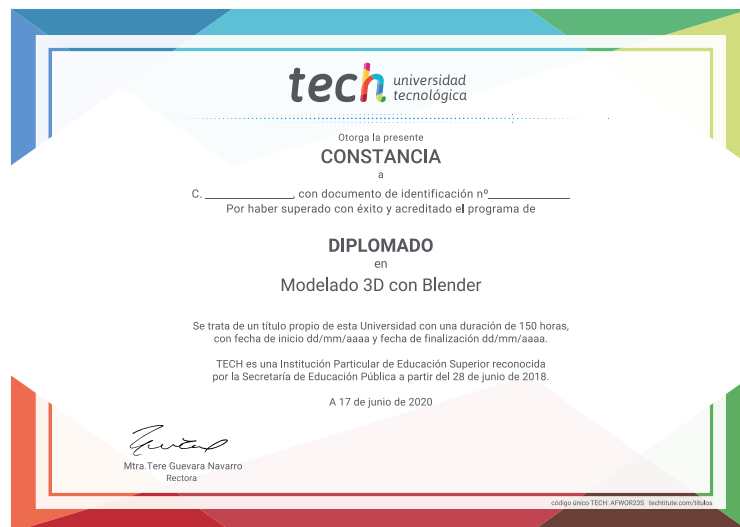 tech universidad
tecnológica
Otorga la presente
CONSTANCIA
a
C. ______________, con documento de identificación nº______________
Por haber superado con éxito y acreditado el programa de
DIPLOMADO
en
Modelado 3D con Blender
Se trata de un título propio de esta Universidad con una duración de 150 horas,
con fecha de inicio dd/mm/aaaa y fecha de finalización dd/mm/aaaa.
TECH es una Institución Particular de Educación Superior reconocida
por la Secretaría de Educación Pública a partir del 28 de junio de 2018.
A 17 de junio de 2020
Mtra.Tere Guevara Navarro
Rectora
código único TECH: AFWOR23S techtitute.com/titulos